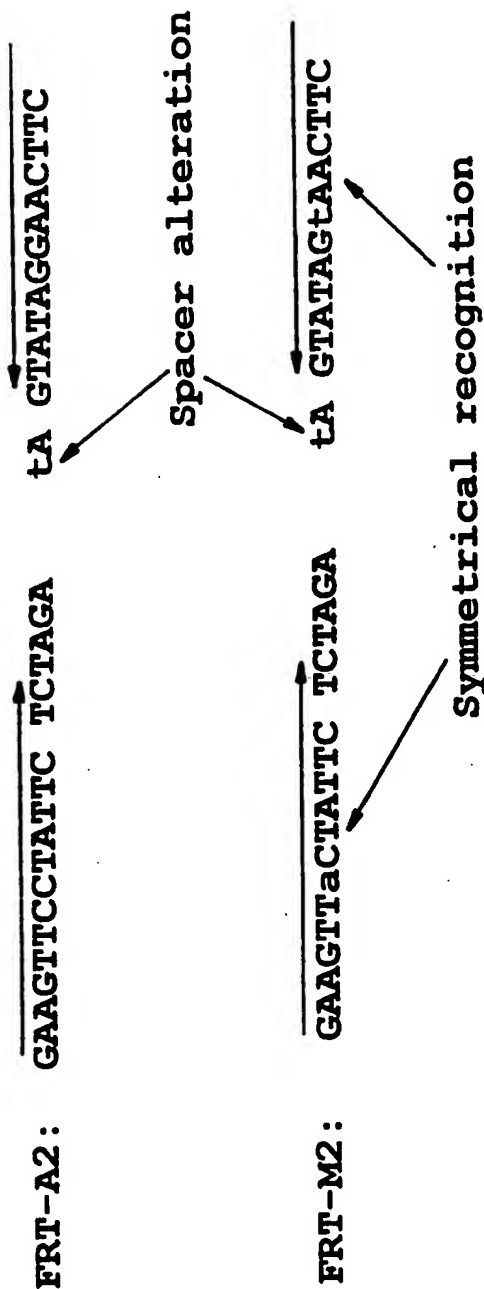 FRT-A2: GAAGTTCCTATTC TCTAGA tA GTATAGGAACTTC
Spacer alteration
FRT-M2: GAAGTTaCTATTC TCTAGA tA GTATAGtAACTTC
Symmetrical recognition